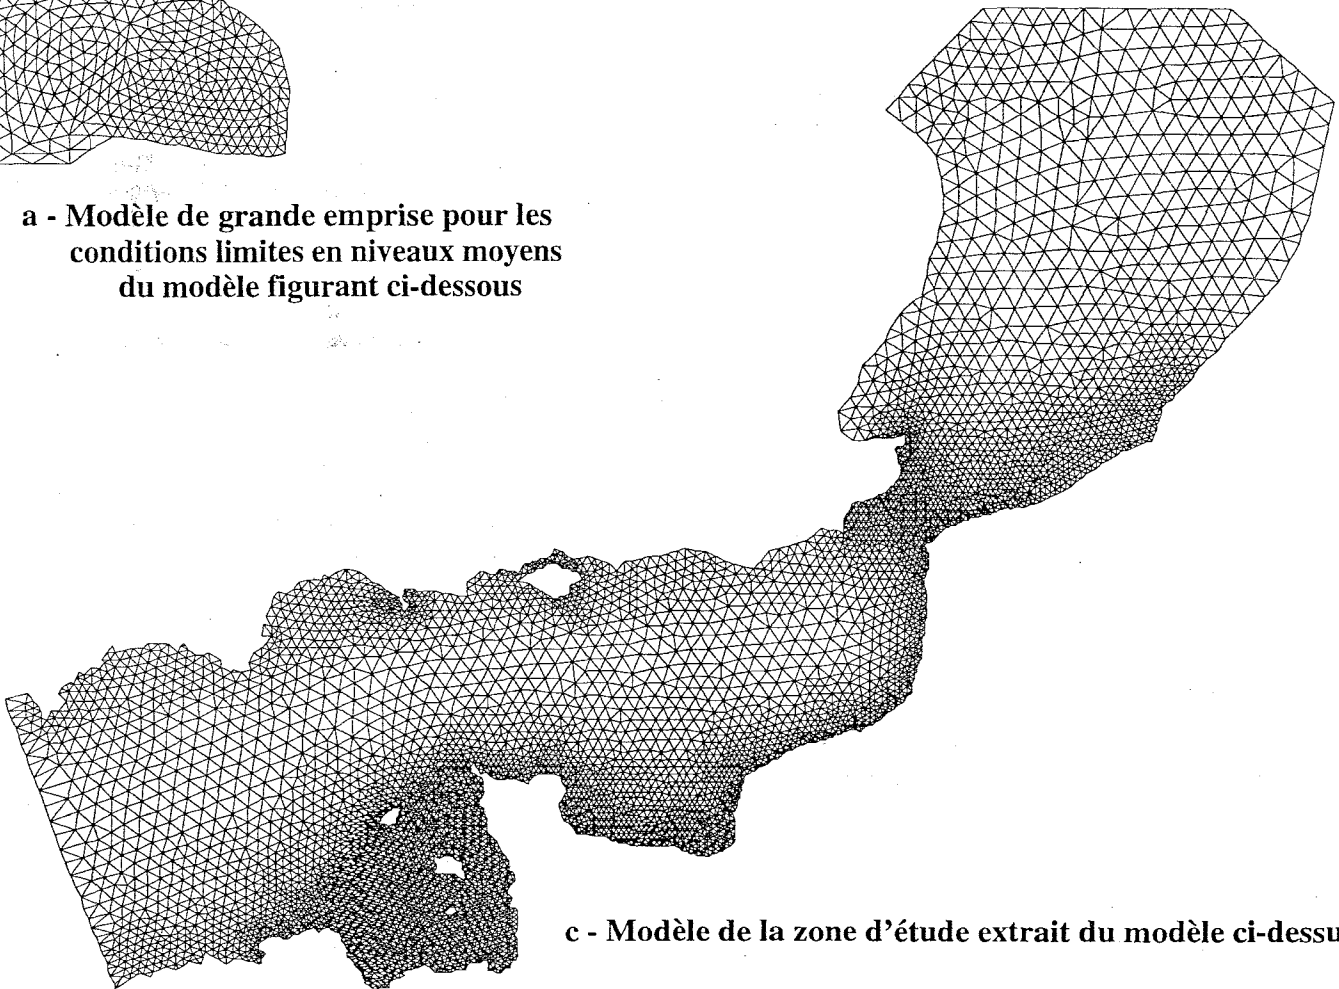 a - Modèle de grande emprise pour les
conditions limites en niveaux moyens
du modèle figurant ci-dessous
c - Modèle de la zone d'étude extrait du modèle ci-dessu